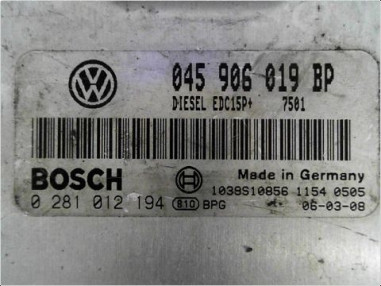 045 906 019 BP
DIESEL EDC15P+ 7501
BOSCH
Made in Germany
1038S10856 1154 0505
0 281 012 194 810 BPG 06-03-08